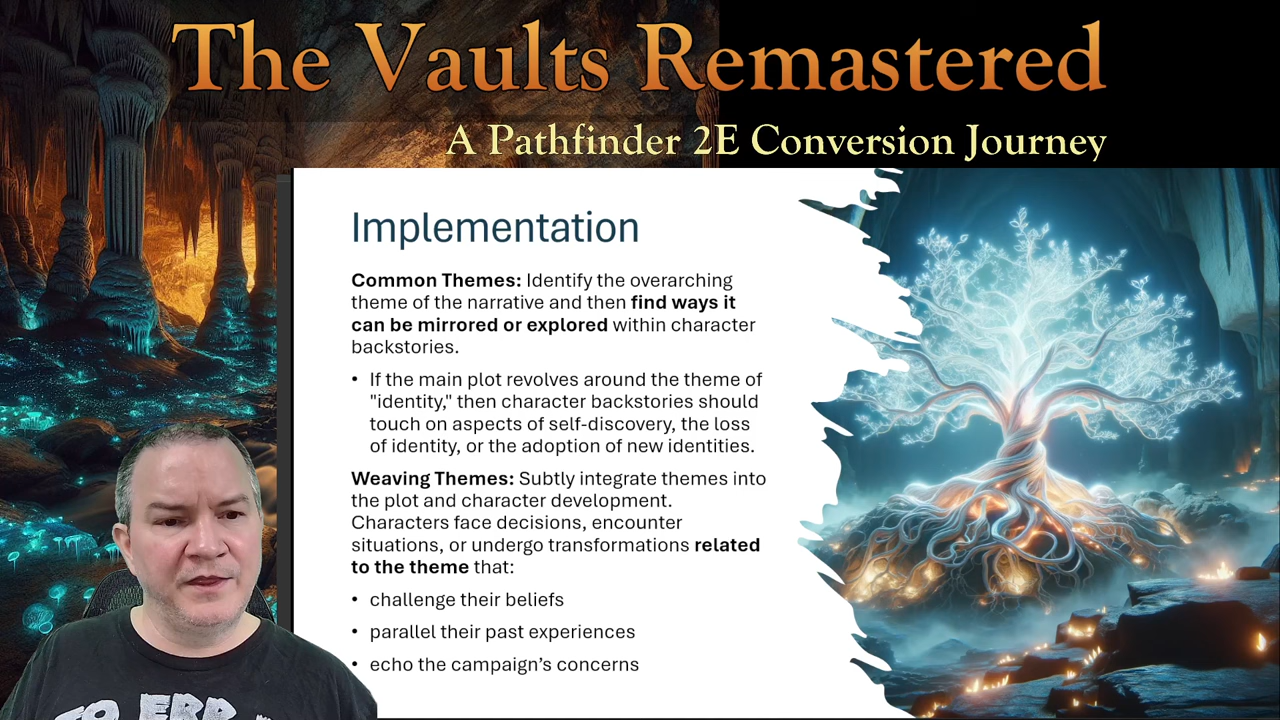 The Vaults Remastered
A Pathfinder 2E Conversion Journey
Implementation
Common Themes: Identify the overarching
theme of the narrative and then find ways it
can be mirrored or explored within character
backstories.
• If the main plot revolves around the theme of
"identity," then character backstories should
touch on aspects of self-discovery, the loss
of identity, or the adoption of new identities.
Weaving Themes: Subtly integrate themes into
the plot and character development.
Characters face decisions, encounter
situations, or undergo transformations related
to the theme that:
• challenge their beliefs
• parallel their past experiences
• echo the campaign’s concerns
TO ERR